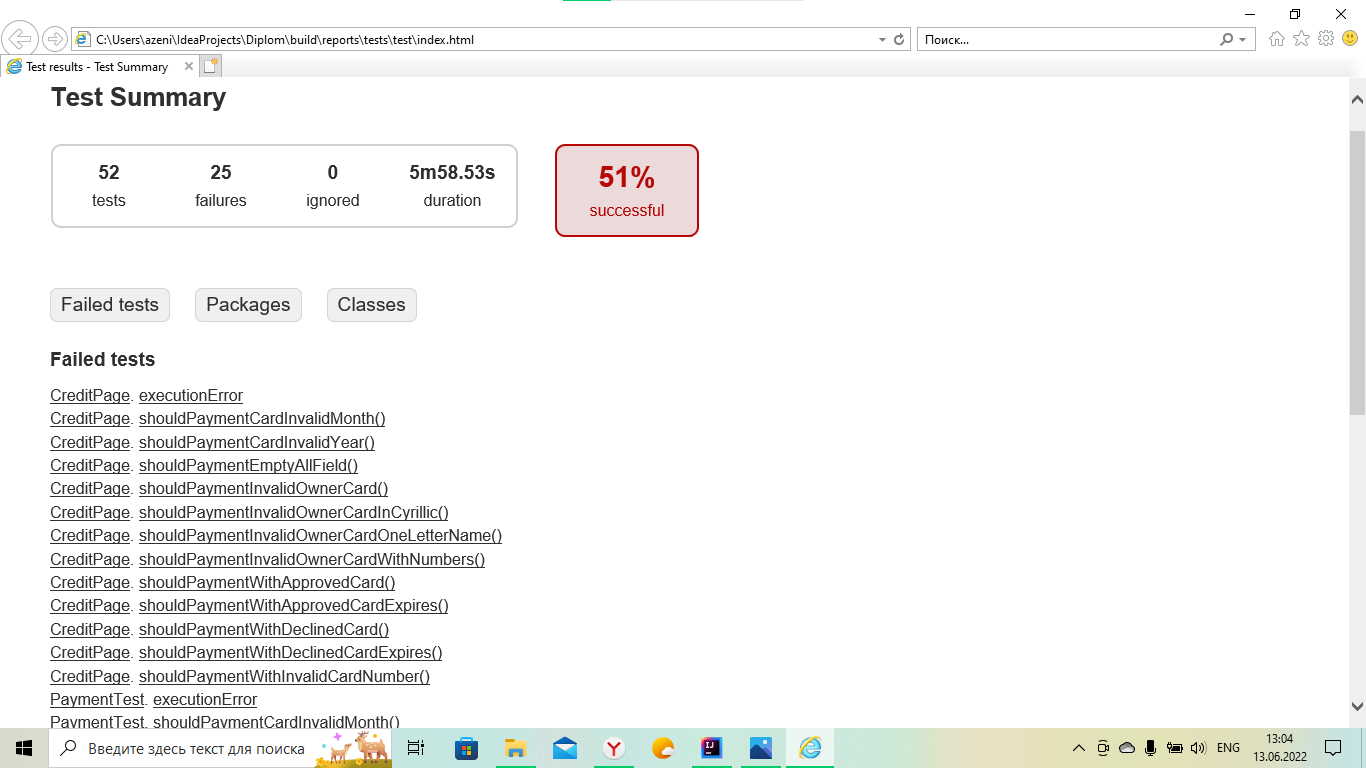 C:\Users\azeni\IdeaProjects\Diplom\build\reports\tests\test\index.html
Поиск...
Test results - Test Summary
Test Summary
52 25 0 5m58.53s
tests failures ignored duration
51%
successful
Failed tests Packages Classes
Failed tests
CreditPage. executionError
CreditPage. shouldPaymentCardInvalidMonth()
CreditPage. shouldPaymentCardInvalidYear()
CreditPage. shouldPaymentEmptyAllField()
CreditPage. shouldPaymentInvalidOwnerCard()
CreditPage. shouldPaymentInvalidOwnerCardInCyrillic()
CreditPage. shouldPaymentInvalidOwnerCardOneLetterName()
CreditPage. shouldPaymentInvalidOwnerCardWithNumbers()
CreditPage. shouldPaymentWithApprovedCard()
CreditPage. shouldPaymentWithApprovedCardExpires()
CreditPage. shouldPaymentWithDeclinedCard()
CreditPage. shouldPaymentWithDeclinedCardExpires()
CreditPage. shouldPaymentWithInvalidCardNumber()
PaymentTest. executionError
PaymentTest. shouldPaymentCardInvalidMonth()
Введите здесь текст для поиска
ENG
13:04
13.06.2022